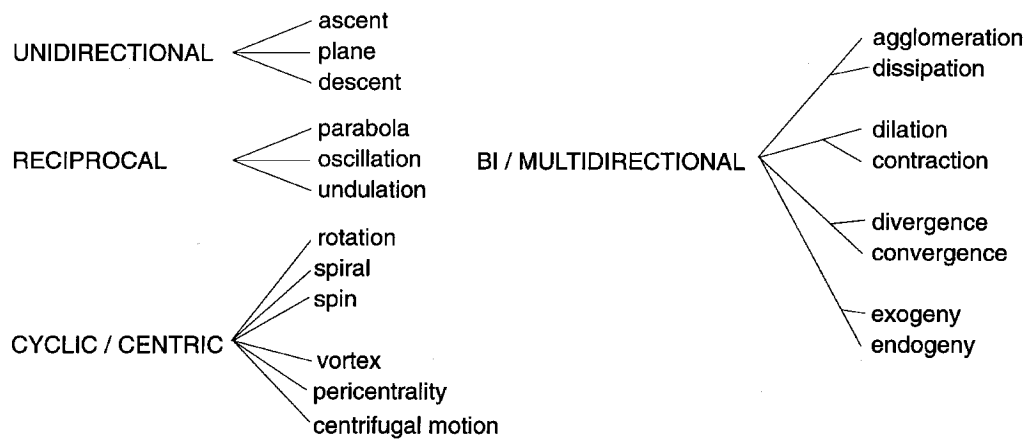 UNIDIRECTIONAL
ascent
plane
descent
RECIPROCAL
parabola
oscillation
undulation
CYCLIC / CENTRIC
rotation
spiral
spin
vortex
pericentrality
centrifugal motion
BI / MULTIDIRECTIONAL
agglomeration
dissipation
dilation
contraction
divergence
convergence
exogeny
endogeny